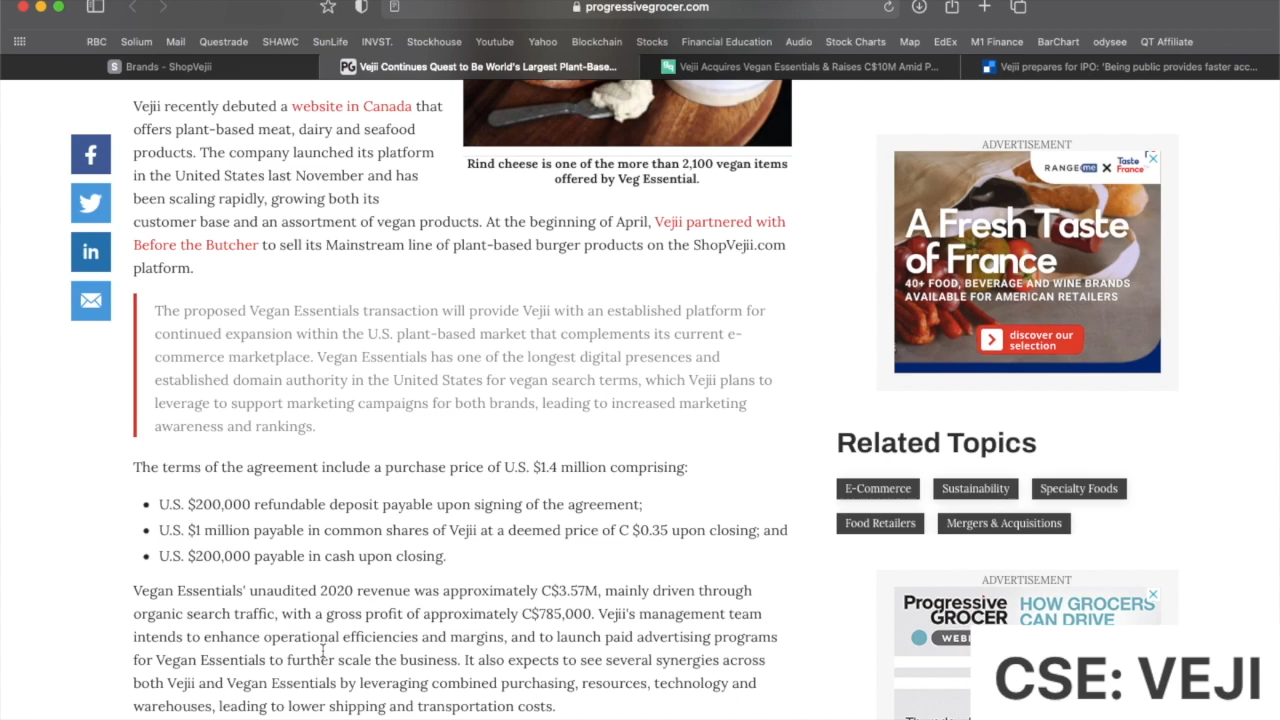 progressivegrocer.com
RBC Solium Mail Questrade SHAWC SunLife INVST. Stockhouse Youtube Yahoo Blockchain Stocks Financial Education Audio Stock Charts Map EdEx M1 Finance BarChart odysee QT Affiliate
S Brands - ShopVejii
PG Vejii Continues Quest to Be World's Largest Plant-Base...
Vejii Acquires Vegan Essentials & Raises C$10M Amid P...
Vejii prepares for IPO: 'Being public provides faster acc...
Vejii recently debuted a website in Canada that
offers plant-based meat, dairy and seafood
products. The company launched its platform
in the United States last November and has
been scaling rapidly, growing both its
customer base and an assortment of vegan products. At the beginning of April, Vejii partnered with
Before the Butcher to sell its Mainstream line of plant-based burger products on the ShopVejii.com
platform.
Rind cheese is one of the more than 2,100 vegan items
offered by Veg Essential.
The proposed Vegan Essentials transaction will provide Vejii with an established platform for
continued expansion within the U.S. plant-based market that complements its current e-
commerce marketplace. Vegan Essentials has one of the longest digital presences and
established domain authority in the United States for vegan search terms, which Vejii plans to
leverage to support marketing campaigns for both brands, leading to increased marketing
awareness and rankings.
The terms of the agreement include a purchase price of U.S. $1.4 million comprising:
• U.S. $200,000 refundable deposit payable upon signing of the agreement;
• U.S. $1 million payable in common shares of Vejii at a deemed price of C $0.35 upon closing; and
• U.S. $200,000 payable in cash upon closing.
Vegan Essentials' unaudited 2020 revenue was approximately C$3.57M, mainly driven through
organic search traffic, with a gross profit of approximately C$785,000. Vejii's management team
intends to enhance operational efficiencies and margins, and to launch paid advertising programs
for Vegan Essentials to further scale the business. It also expects to see several synergies across
both Vejii and Vegan Essentials by leveraging combined purchasing, resources, technology and
warehouses, leading to lower shipping and transportation costs.
ADVERTISEMENT
RANGEME X Taste France
A Fresh Taste
of France
40+ FOOD, BEVERAGE AND WINE BRANDS
AVAILABLE FOR AMERICAN RETAILERS
discover our
selection
Related Topics
E-Commerce Sustainability Specialty Foods
Food Retailers Mergers & Acquisitions
ADVERTISEMENT
Progressive
GROCER
WEBI
HOW GROCERS
CAN DRIVE
CSE: VEJI